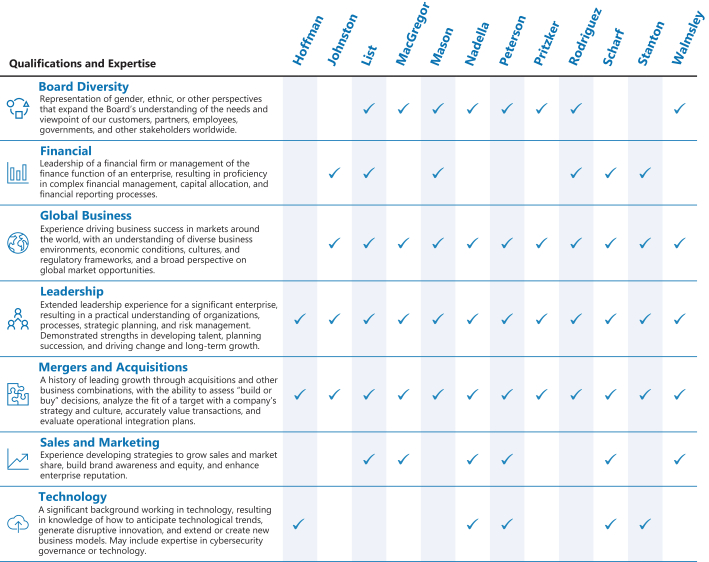 Qualifications and Expertise
Hoffman
Johnston
List
MacGregor
Mason
Nadella
Peterson
Pritzker
Rodriguez
Scharf
Stanton
Walmsley
Board Diversity
Representation of gender, ethnic, or other perspectives
that expand the Board's understanding of the needs and
viewpoint of our customers, partners, employees,
governments, and other stakeholders worldwide.
Financial
Leadership of a financial firm or management of the
finance function of an enterprise, resulting in proficiency
in complex financial management, capital allocation, and
financial reporting processes.
Global Business
Experience driving business success in markets around
the world, with an understanding of diverse business
environments, economic conditions, cultures, and
regulatory frameworks, and a broad perspective on
global market opportunities.
Leadership
Extended leadership experience for a significant enterprise,
resulting in a practical understanding of organizations,
processes, strategic planning, and risk management.
Demonstrated strengths in developing talent, planning
succession, and driving change and long-term growth.
Mergers and Acquisitions
A history of leading growth through acquisitions and other
business combinations, with the ability to assess "build or
buy" decisions, analyze the fit of a target with a company's
strategy and culture, accurately value transactions, and
evaluate operational integration plans.
Sales and Marketing
Experience developing strategies to grow sales and market
share, build brand awareness and equity, and enhance
enterprise reputation.
Technology
A significant background working in technology, resulting
in knowledge of how to anticipate technological trends,
generate disruptive innovation, and extend or create new
business models. May include expertise in cybersecurity
governance or technology.